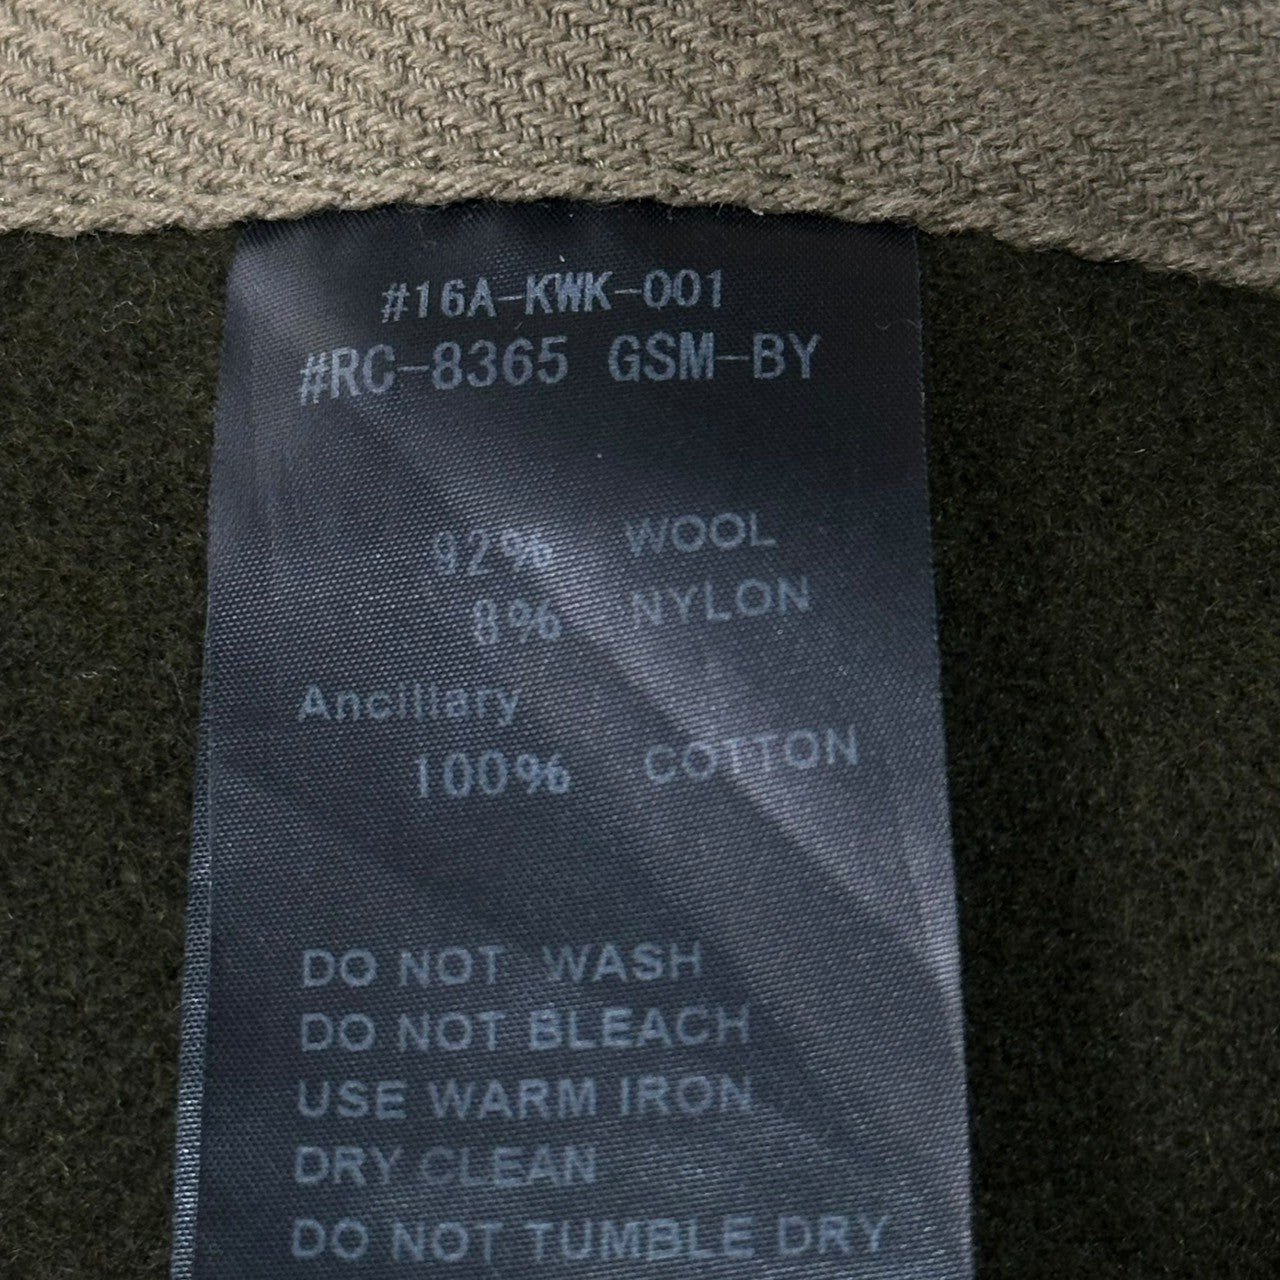 #16A-KWK-001
#RC-8365 GSM-BY
92% WOOL
8% NYLON
Ancillary
100% COTTON
DO NOT WASH
DO NOT BLEACH
USE WARM IRON
DRY CLEAN
DO NOT TUMBLE DRY